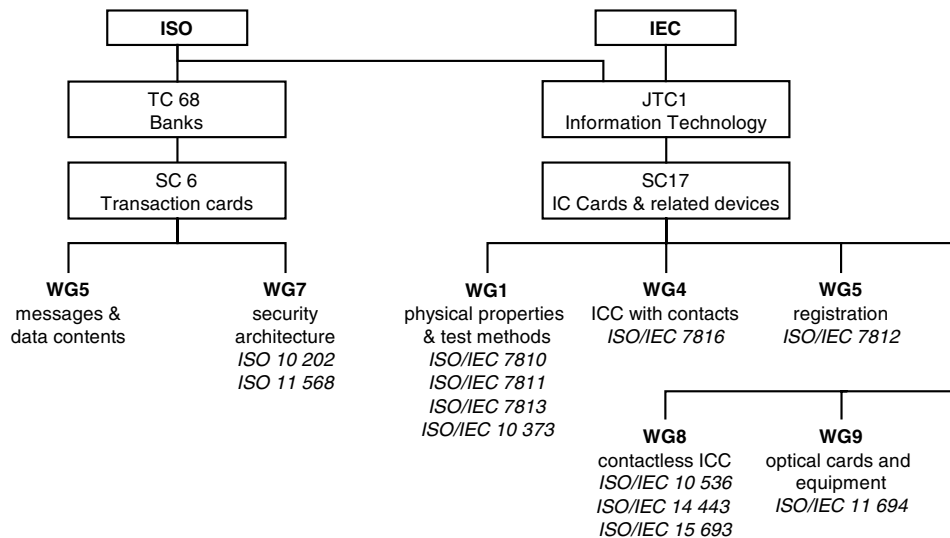 ISO
IEC
TC 68
Banks
JTC1
Information Technology
SC 6
Transaction cards
SC17
IC Cards & related devices
WG5
messages &
data contents
WG7
security
architecture
ISO 10 202
ISO 11 568
WG1
physical properties
& test methods
ISO/IEC 7810
ISO/IEC 7811
ISO/IEC 7813
ISO/IEC 10 373
WG4
ICC with contacts
ISO/IEC 7816
WG5
registration
ISO/IEC 7812
WG8
contactless ICC
ISO/IEC 10 536
ISO/IEC 14 443
ISO/IEC 15 693
WG9
optical cards and
equipment
ISO/IEC 11 694